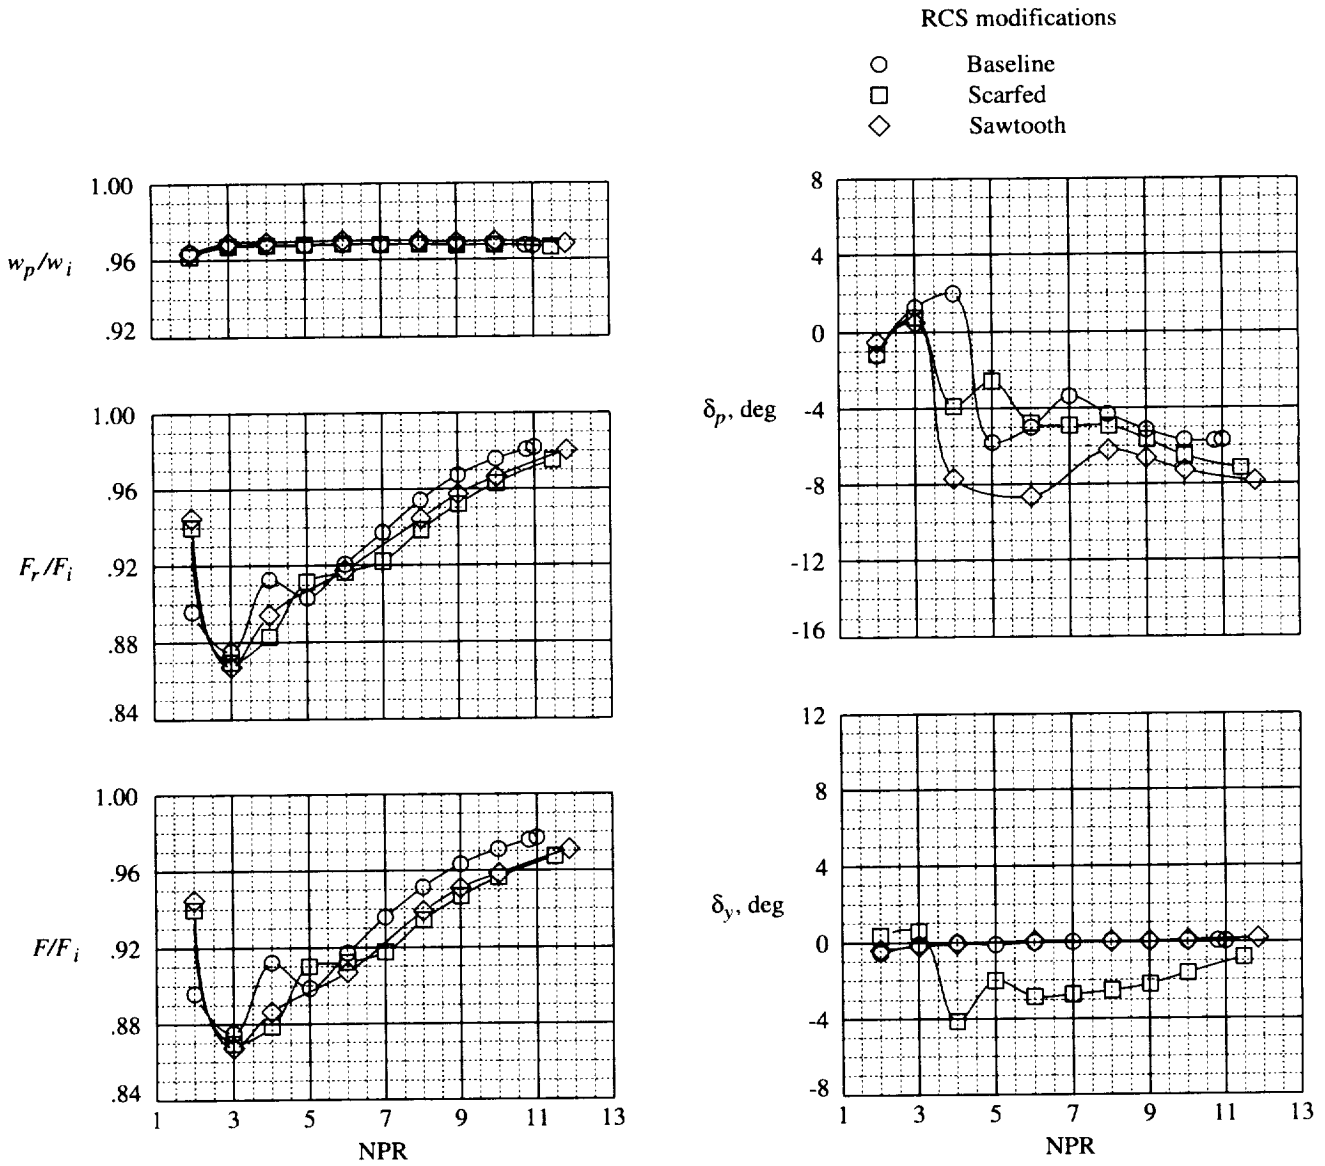 RCS modifications
Baseline
Scarfed
Sawtooth
1.00
.96
.92
w_p/w_i
1.00
.96
.92
.88
.84
F_r/F_i
1.00
.96
.92
.88
.84
F/F_i
1 3 5 7 9 11 13
NPR
8
4
0
-4
-8
-12
-16
δ_p, deg
12
8
4
0
-4
-8
δ_y, deg
1 3 5 7 9 11 13
NPR